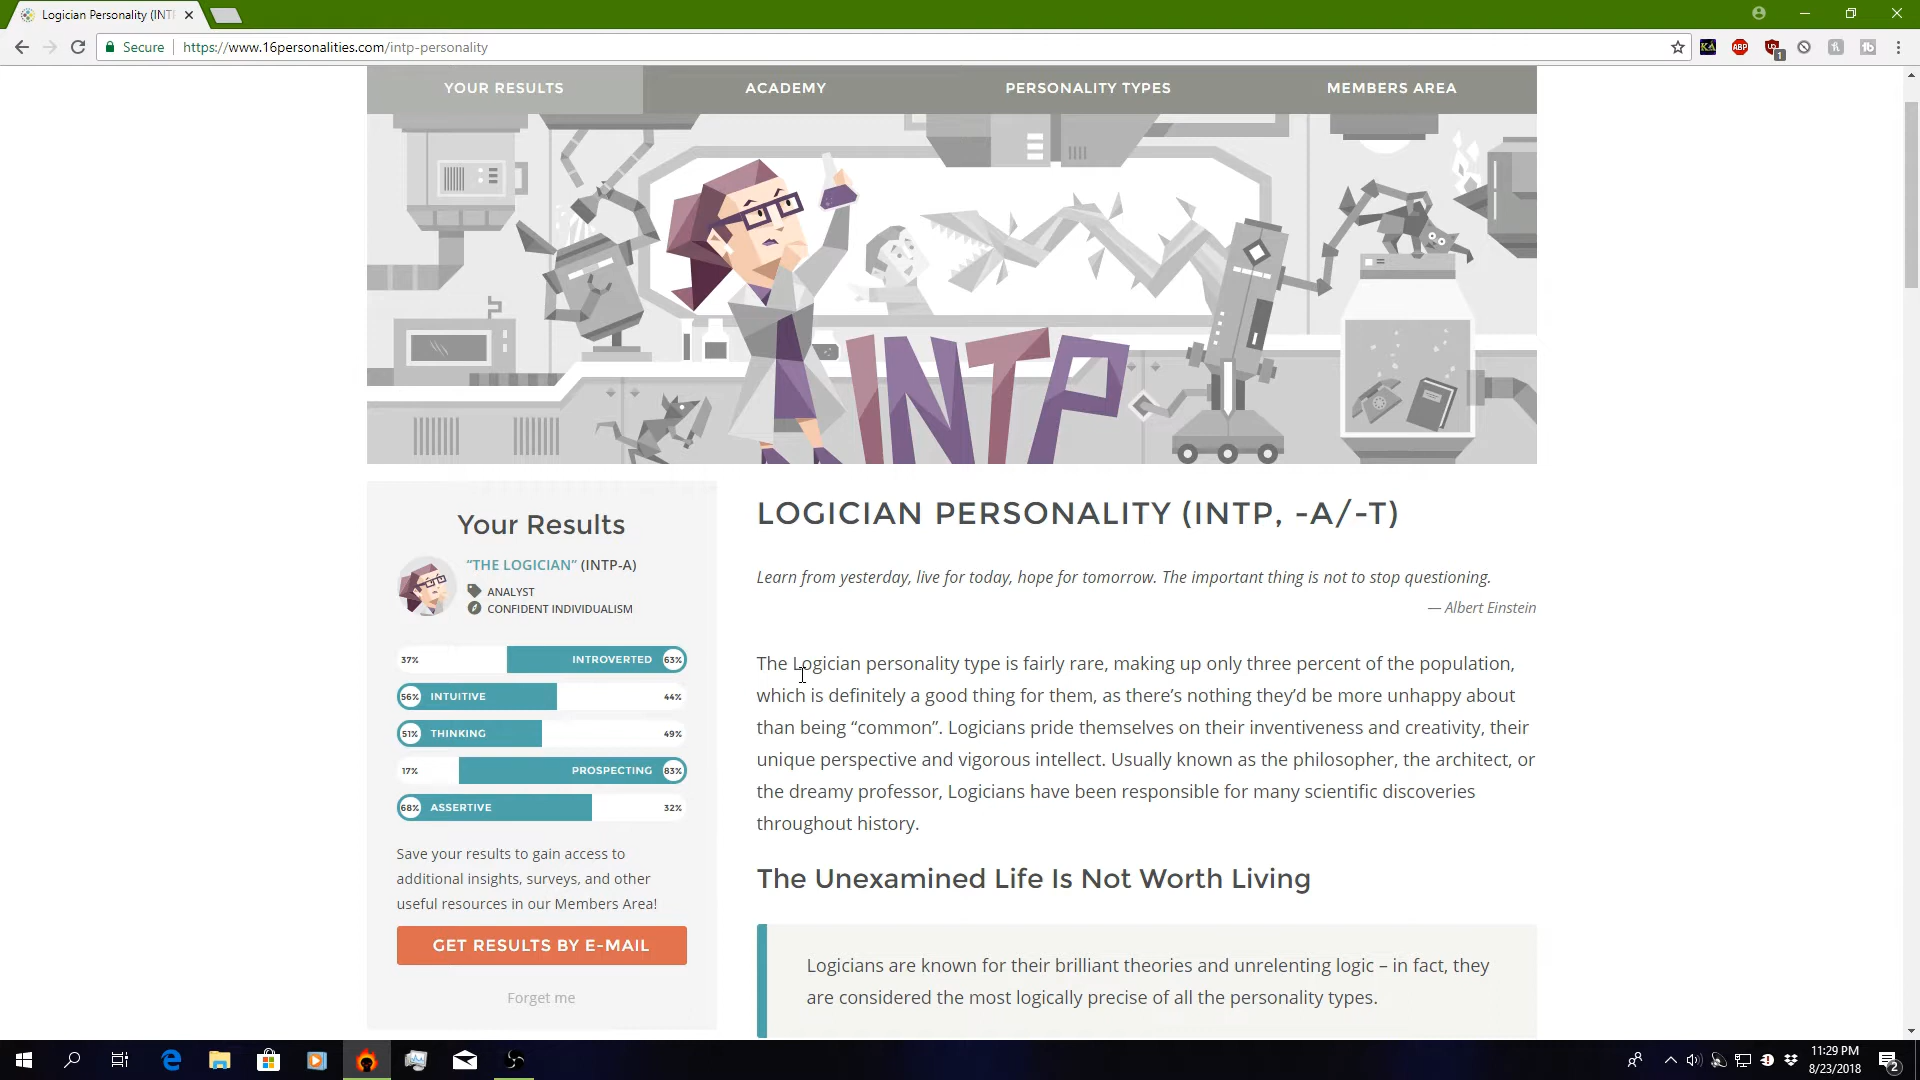 Logician Personality (INT
Secure
https://www.16personalities.com/intp-personality
ABP
1
YOUR RESULTS
ACADEMY
PERSONALITY TYPES
MEMBERS AREA
INTP
Your Results
“THE LOGICIAN” (INTP-A)
ANALYST
CONFIDENT INDIVIDUALISM
37% INTRODUCED 63%
56% INTUITIVE 44%
51% THINKING 49%
17% PROSPECTING 83%
68% ASSERTIVE 32%
Save your results to gain access to
additional insights, surveys, and other
useful resources in our Members Area!
GET RESULTS BY E-MAIL
Forget me
LOGICIAN PERSONALITY (INTP, -A/-T)
Learn from yesterday, live for today, hope for tomorrow. The important thing is not to stop questioning.
— Albert Einstein
The Logician personality type is fairly rare, making up only three percent of the population,
which is definitely a good thing for them, as there’s nothing they’d be more unhappy about
than being “common”. Logicians pride themselves on their inventiveness and creativity, their
unique perspective and vigorous intellect. Usually known as the philosopher, the architect, or
the dreamy professor, Logicians have been responsible for many scientific discoveries
throughout history.
The Unexamined Life Is Not Worth Living
Logicians are known for their brilliant theories and unrelenting logic – in fact, they
are considered the most logically precise of all the personality types.
11:29 PM
8/23/2018
2